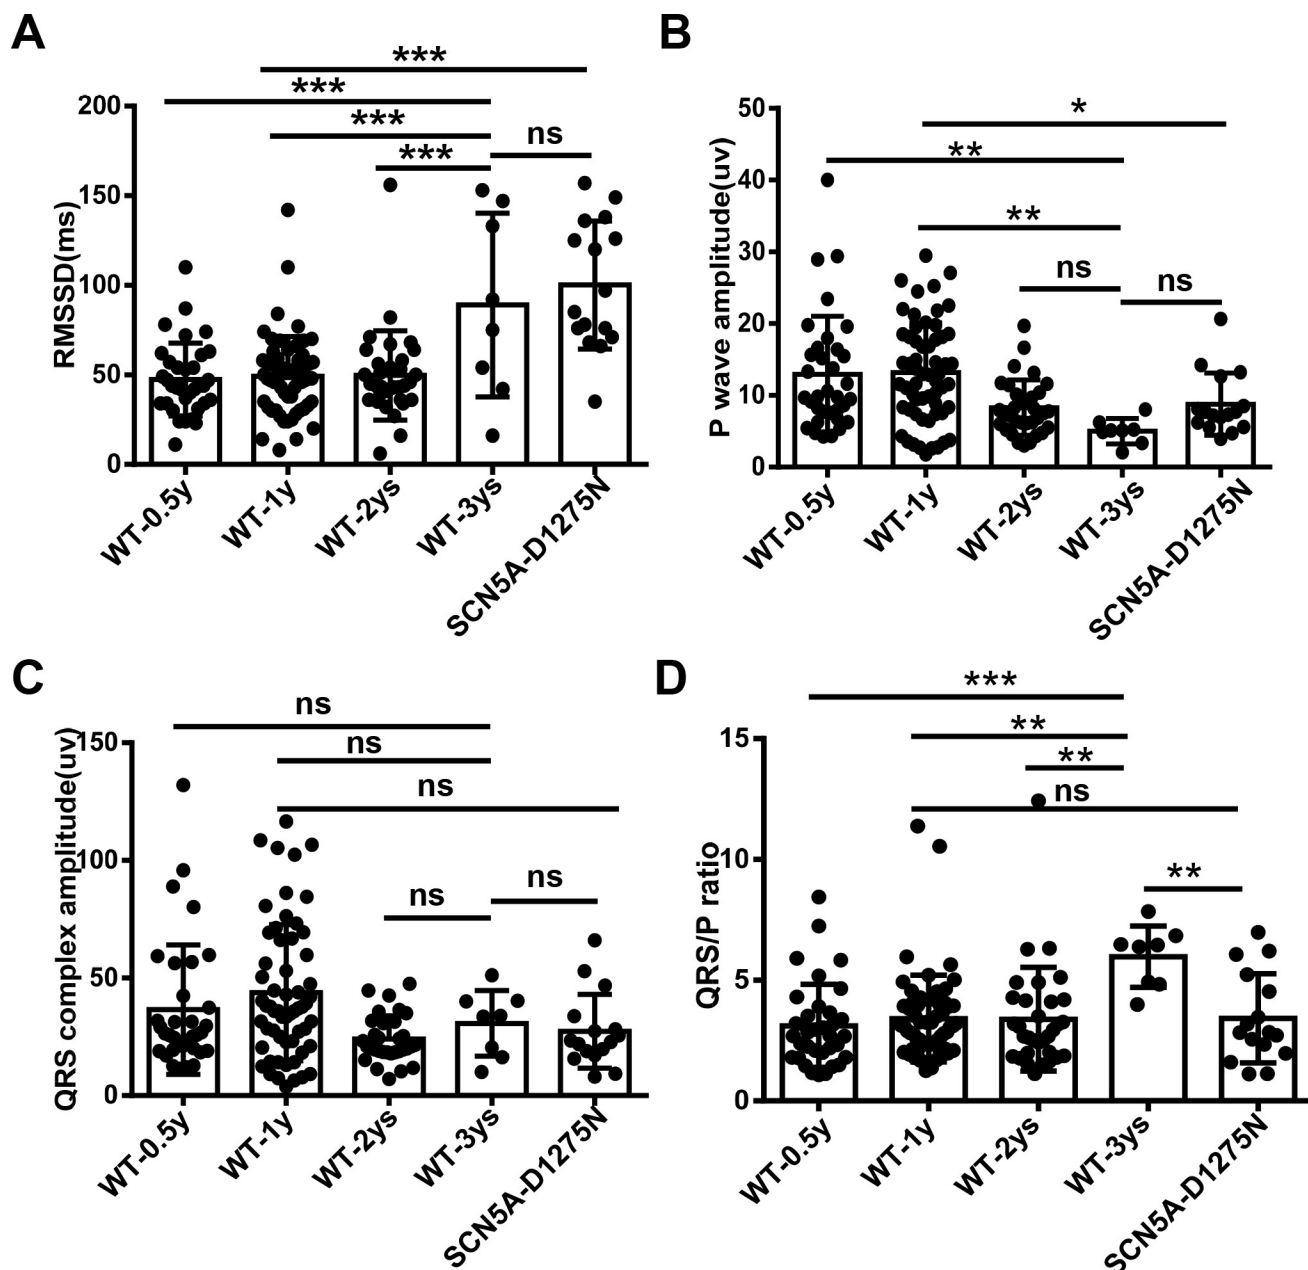 A
***
***
***
***
ns
RMSSD(ms)
200
150
100
50
0
WT-0.5y
WT-1y
WT-2ys
WT-3ys
SCN5A-D1275N
B
*
**
**
ns
ns
P wave amplitude(uv)
50
40
30
20
10
0
WT-0.5y
WT-1y
WT-2ys
WT-3ys
SCN5A-D1275N
C
ns
ns
ns
ns
ns
QRS complex amplitude(uv)
150
100
50
0
WT-0.5y
WT-1y
WT-2ys
WT-3ys
SCN5A-D1275N
D
***
**
**
ns
**
QRS/P ratio
15
10
5
0
WT-0.5y
WT-1y
WT-2ys
WT-3ys
SCN5A-D1275N